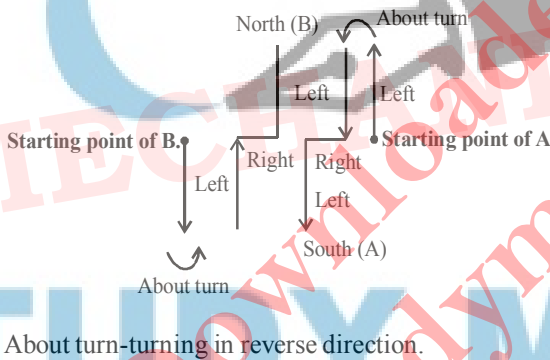 North (B)
About turn
Left
Left
Starting point of B.
Starting point of A
Right
Right
Left
Left
South (A)
About turn
About turn-turning in reverse direction.